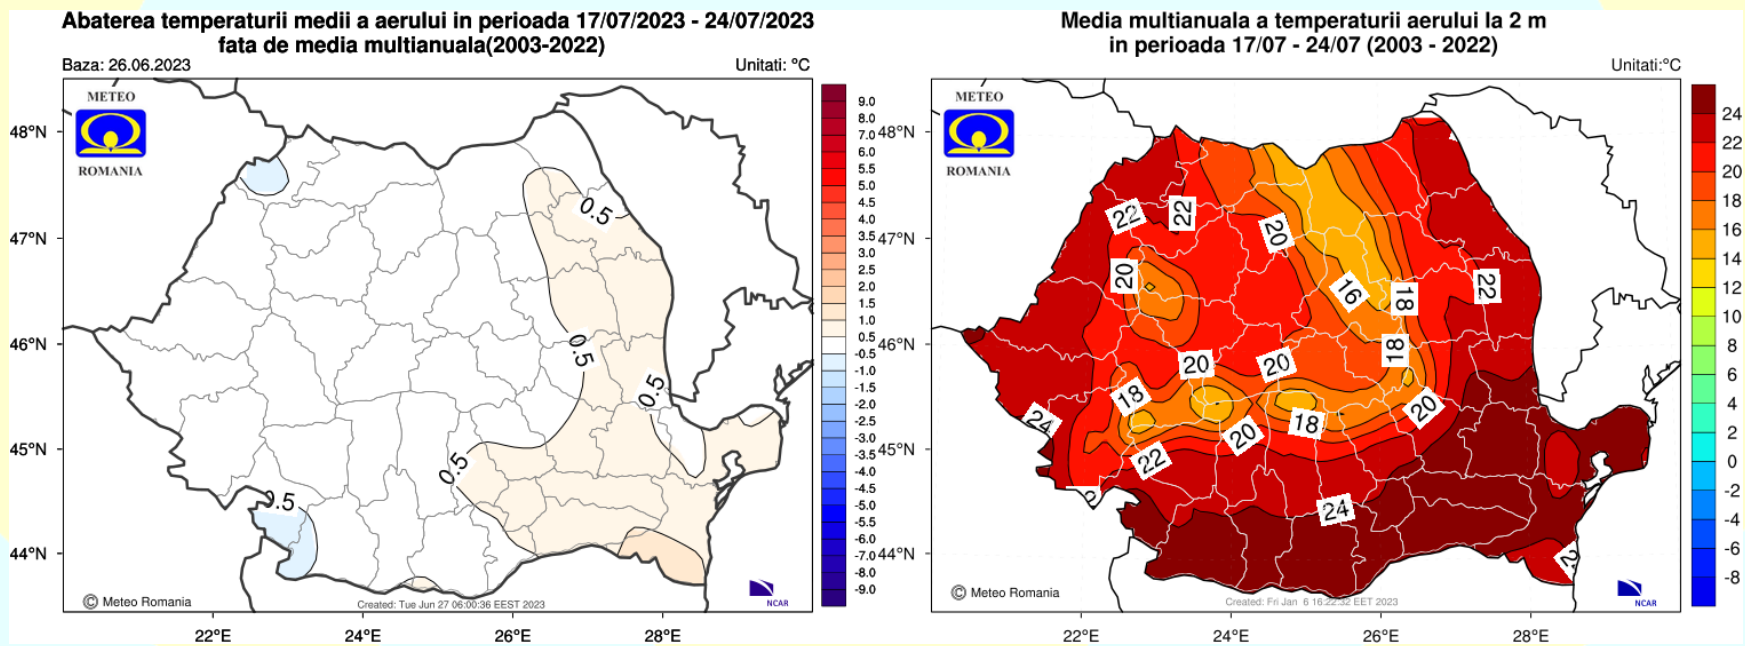 Abaterea temperaturii medii a aerului in perioada 17/07/2023 - 24/07/2023
fata de media multianuala(2003-2022)
Baza: 26.06.2023
Unitati: °C
METEO
ROMANIA
48°N
47°N
46°N
45°N
44°N
0.5
0.5
0.5
0.5
0.5
© Meteo Romania
Created: Tue Jun 27 06:00:36 EEST 2023
NCAR
22°E
24°E
26°E
28°E
9.0
8.0
7.0
6.0
5.5
5.0
4.5
4.0
3.5
3.0
2.5
2.0
1.5
1.0
0.5
-0.5
-1.0
-1.5
-2.0
-2.5
-3.0
-3.5
-4.0
-4.5
-5.0
-5.5
-6.0
-7.0
-8.0
-9.0
Media multianuala a temperaturii aerului la 2 m
in perioada 17/07 - 24/07 (2003 - 2022)
Unitati:°C
METEO
ROMANIA
48°N
47°N
46°N
45°N
44°N
22
22
20
20
16
18
22
18
20
20
18
24
20
18
20
22
24
© Meteo Romania
Created: Fri Jan 6 16:22:32 EET 2023
NCAR
22°E
24°E
26°E
28°E
24
22
20
18
16
14
12
10
8
6
4
2
0
-2
-4
-6
-8